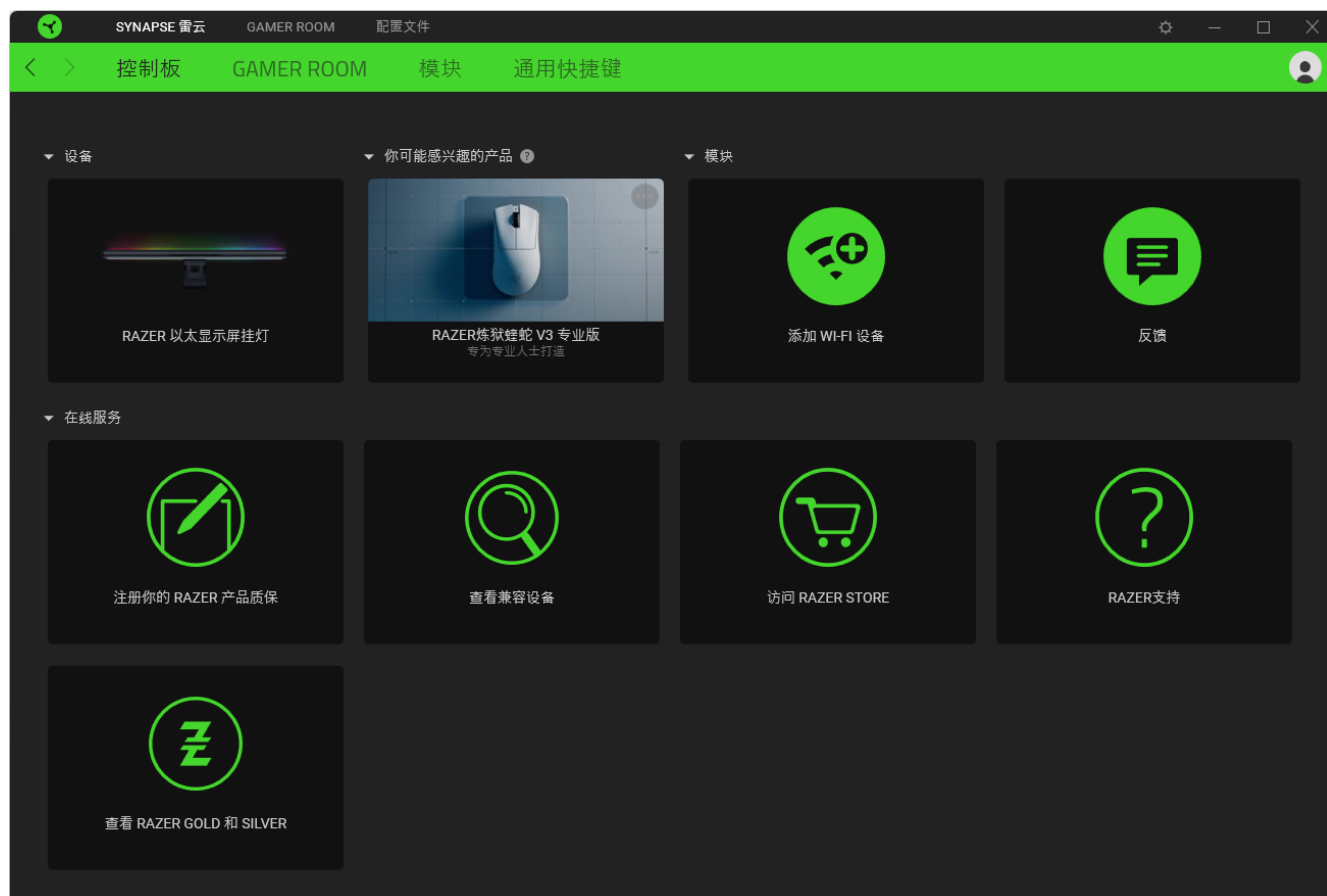 SYNAPSE 雷云
GAMER ROOM
配置文件
控制板
GAMER ROOM
模块
通用快捷键
设备
你可能感兴趣的产品 ?
模块
RAZER 以太显示屏挂灯
RAZER炼狱蝰蛇 V3 专业版
专为专业人士打造
添加 WI-FI 设备
反馈
在线服务
注册你的 RAZER 产品质保
查看兼容设备
访问 RAZER STORE
RAZER支持
查看 RAZER GOLD 和 SILVER